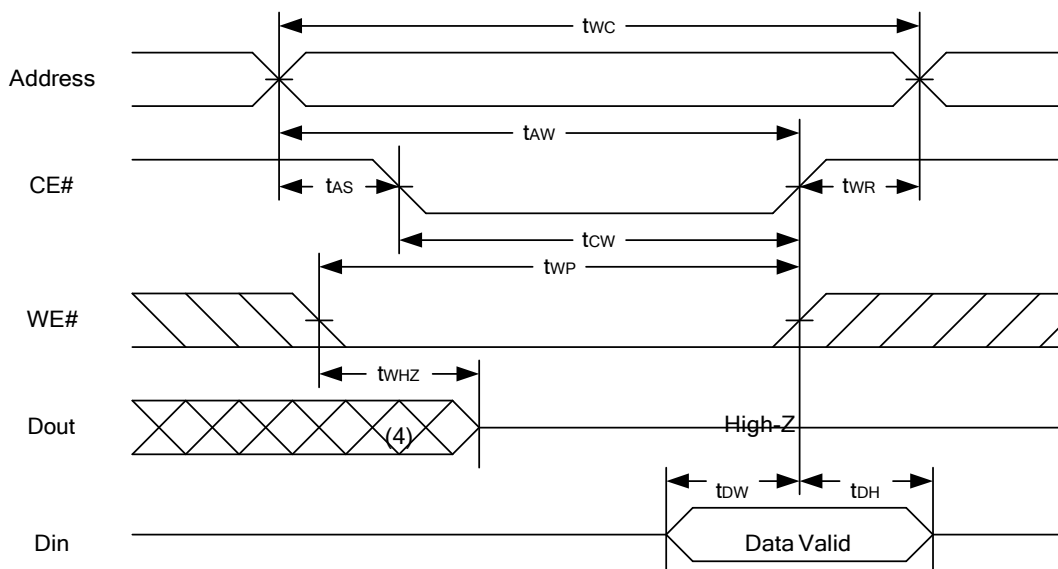 tWC
Address
tAW
CE#
tAS
tWR
tCW
tWP
WE#
tWHZ
Dout
(4)
High-Z
tDW
tDH
Din
Data Valid